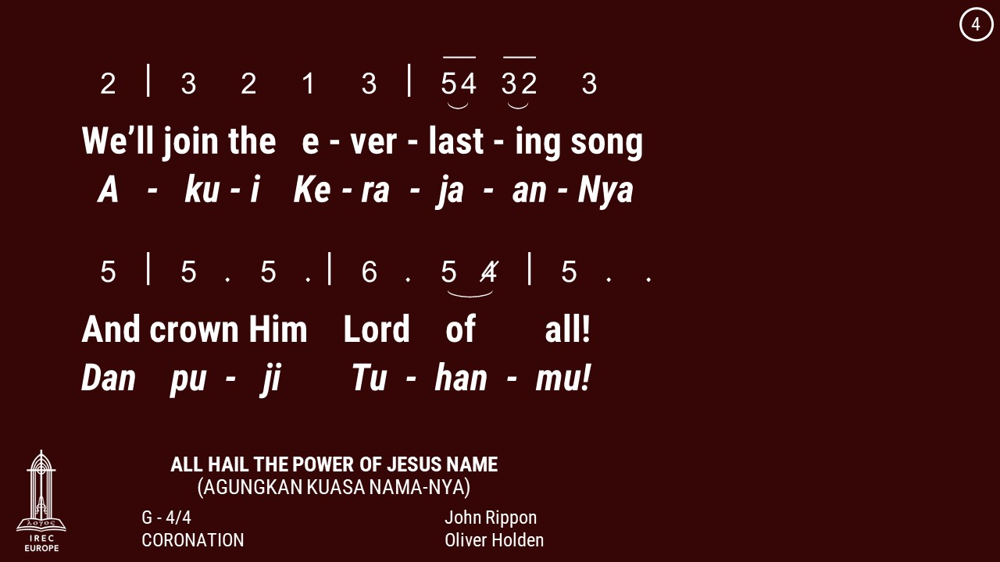 4
2 | 3 2 1 3 | 54 32 3
We’ll join the e - ver - last - ing song
A - ku - i Ke - ra - ja - an - Nya
5 | 5 . 5 . | 6 . 5 4 | 5 . .
And crown Him Lord of all!
Dan pu - ji Tu - han - mu!
ALL HAIL THE POWER OF JESUS NAME
(AGUNGKAN KUASA NAMA-NYA)
G - 4/4 John Rippon
CORONATION Oliver Holden
λογος
IREC
EUROPE